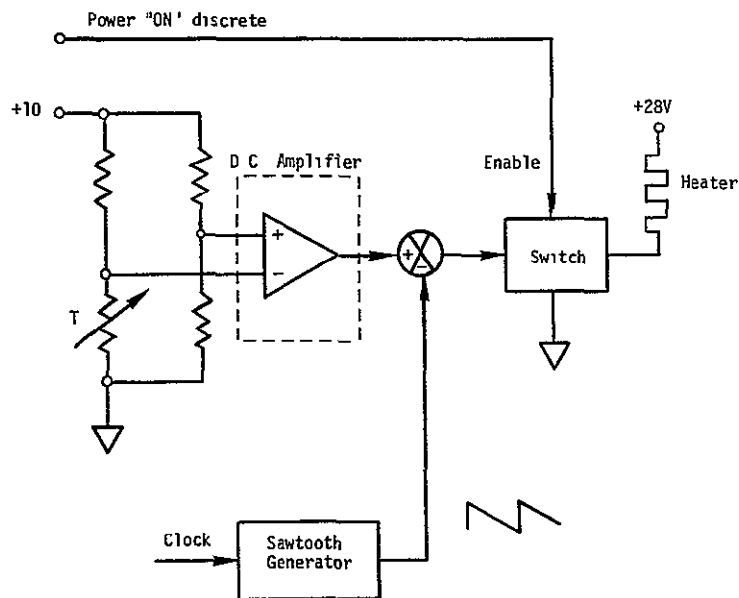 Power "ON' discrete
+10
+28V
D C Amplifier
Enable
Heater
+
-
+
-
Switch
T
Clock
Sawtooth
Generator